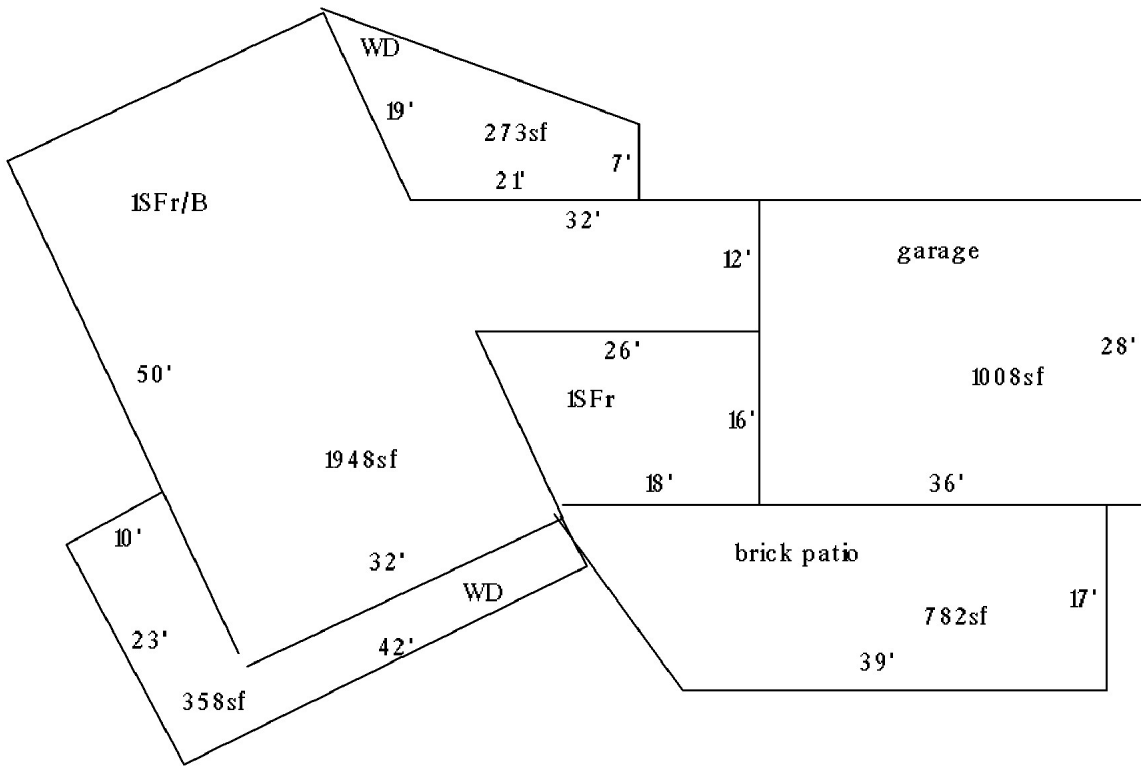 WD
19'
273sf
7'
21'
1SFr/B
32'
garage
12'
50'
26'
28'
1008sf
1SFr
16'
1948sf
18'
36'
10'
32'
WD
brick patio
17'
23'
42'
782sf
39'
358sf